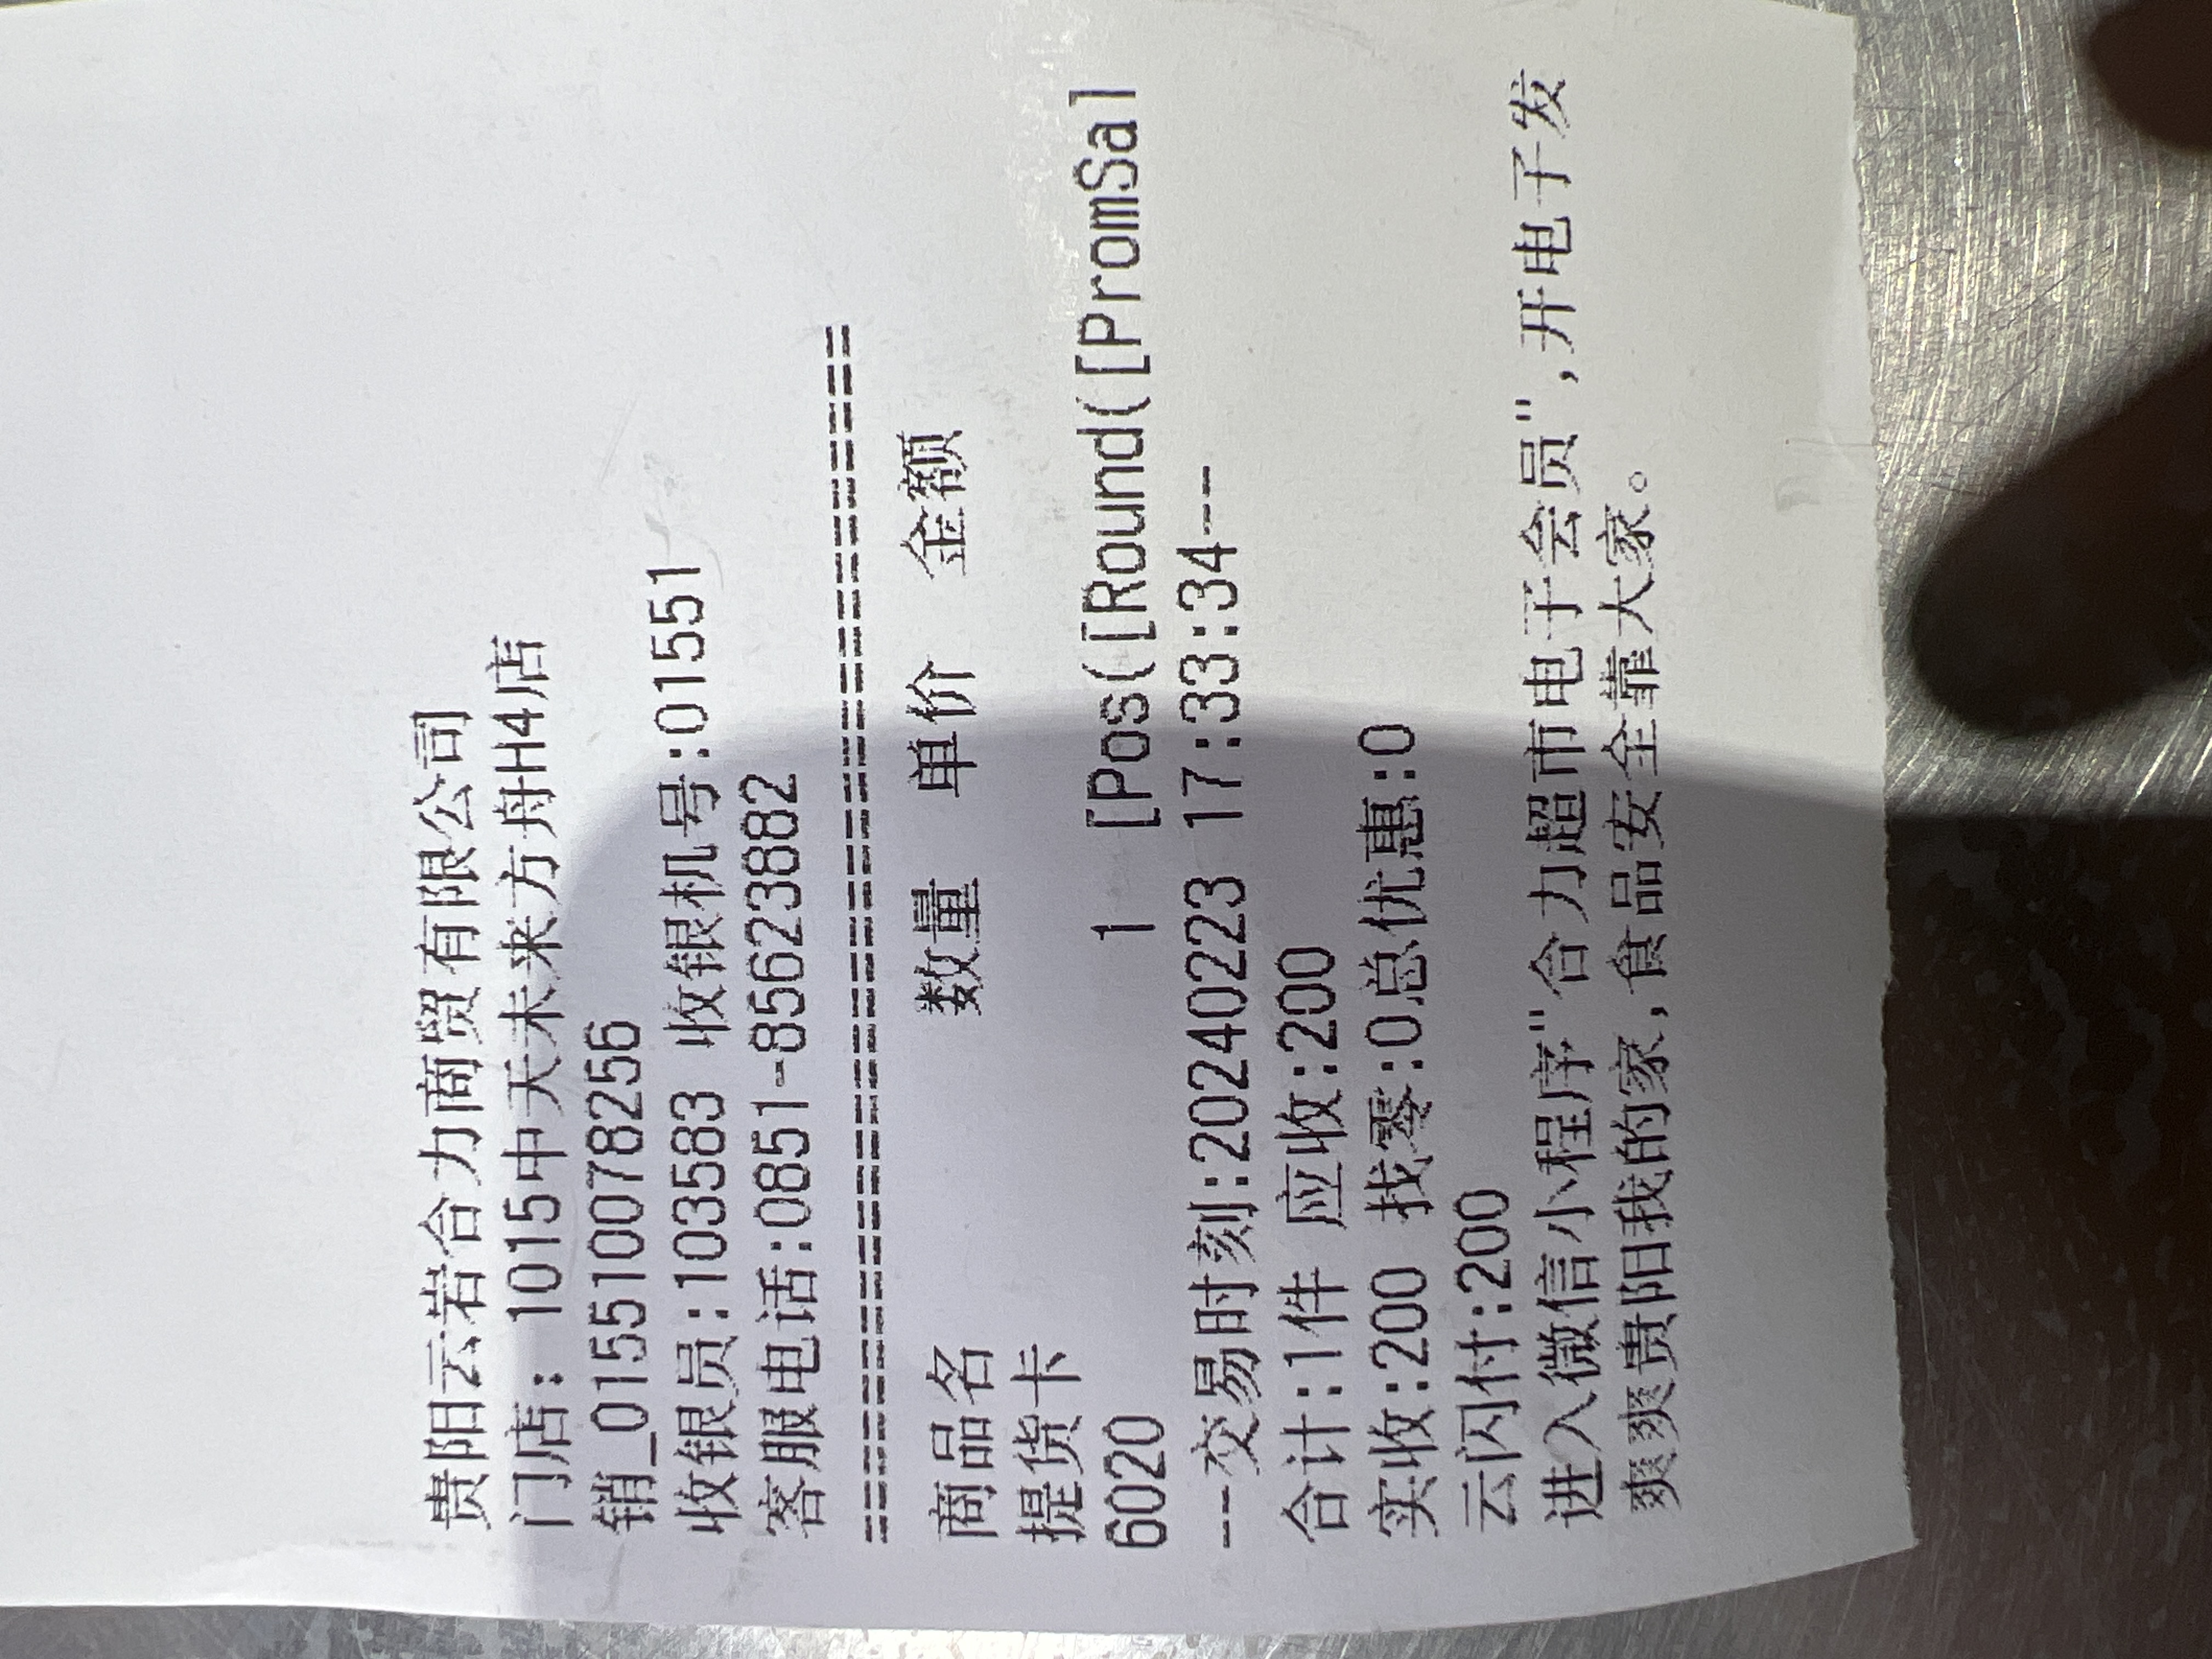 贵阳云岩合力商贸有限公司
门店: 1015中天未来方舟H4店
销_015510078256
收银员:103583 收银机号:01551
客服电话:0851-85623882
========================================
商品名 数量 单价 金额
提货卡
6020 1 [Pos([Round([PromSal
--交易时刻:20240223 17:33:34---
合计:1件 应收:200
实收:200 找零:0总优惠:0
云闪付:200
进入微信小程序"合力超市电子会员",开电子发
爽爽贵阳我的家,食品安全靠大家。